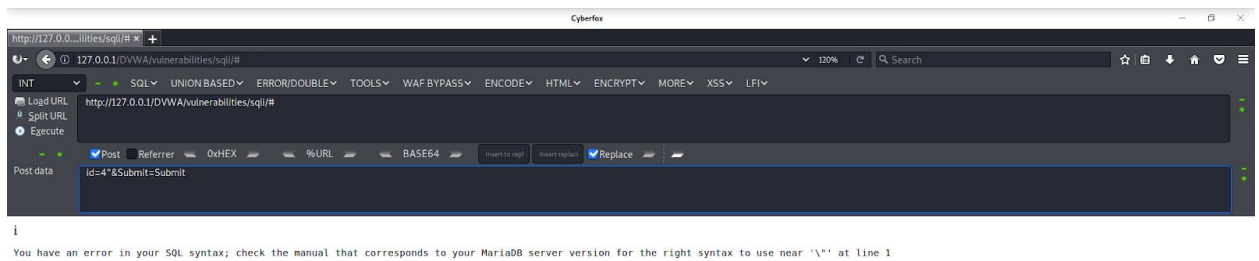 Cyberfox
http://127.0.0....ilities/sqli/# × +
127.0.0.1/DVWA/vulnerabilities/sqli/# 120% Search
INT SQL UNION BASED ERROR/DOUBLE TOOLS WAF BYPASS ENCODE HTML ENCRYPT MORE XSS LFI
Load URL http://127.0.0.1/DVWA/vulnerabilities/sqli/#
Split URL
Execute
Post Referrer 0xHEX %URL BASE64 Insert to repl Insert replaci Replace
Post data id=4"&Submit=Submit
i
You have an error in your SQL syntax; check the manual that corresponds to your MariaDB server version for the right syntax to use near '\"' at line 1